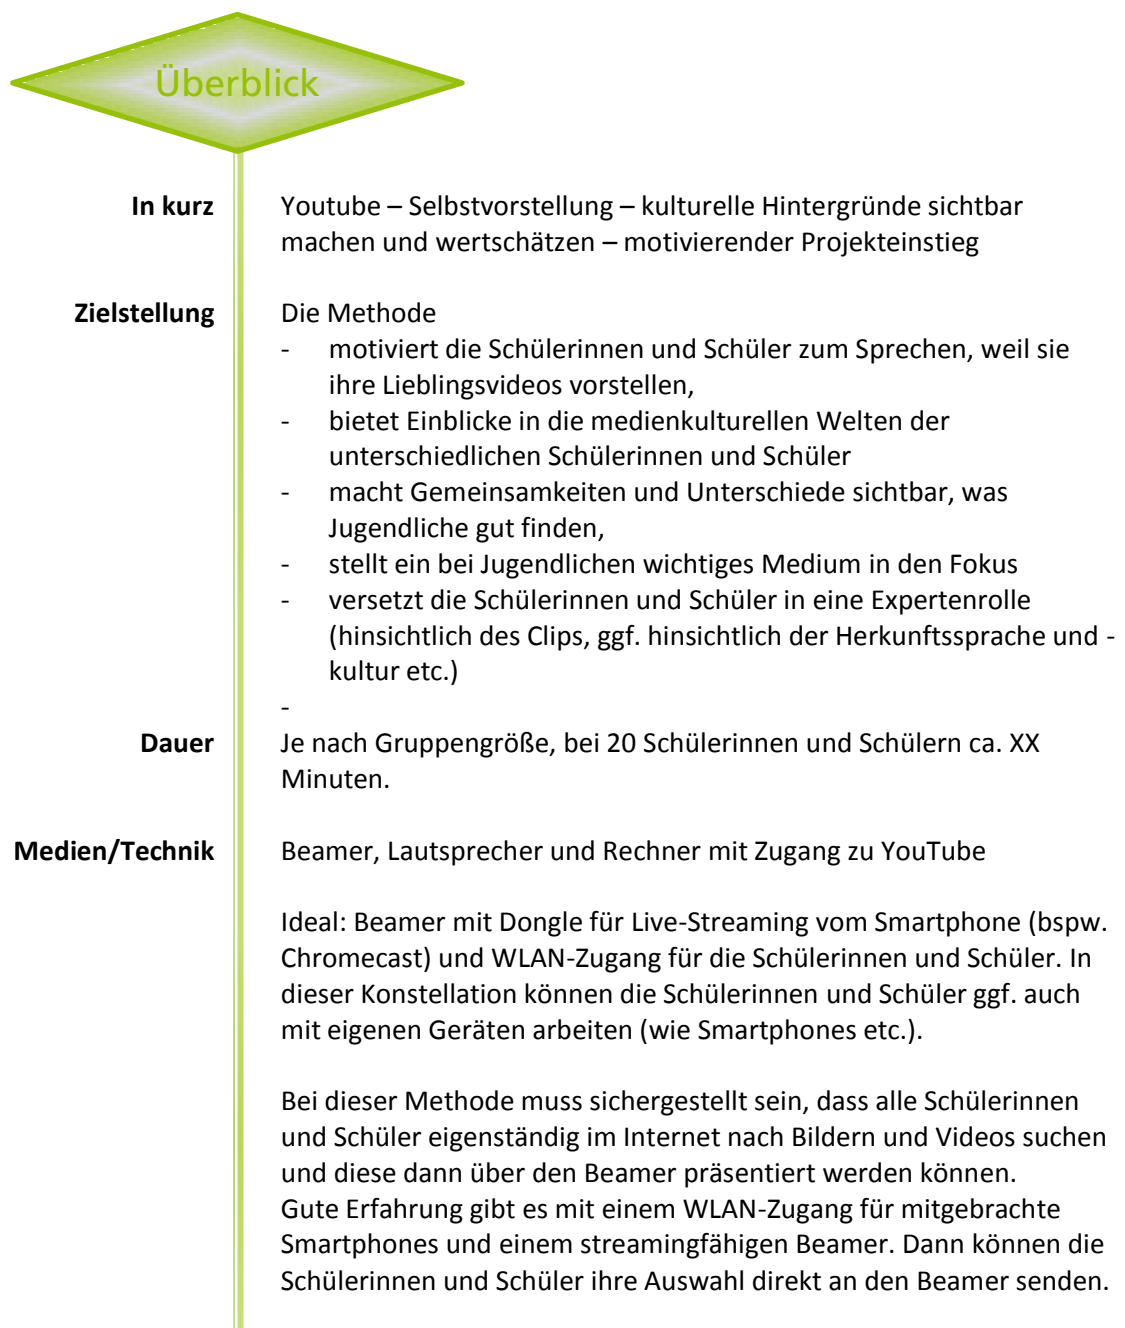 Überblick
In kurz Youtube – Selbstvorstellung – kulturelle Hintergründe sichtbar
machen und wertschätzen – motivierender Projekteinstieg
Zielstellung Die Methode
- motiviert die Schülerinnen und Schüler zum Sprechen, weil sie
ihre Lieblingsvideos vorstellen,
- bietet Einblicke in die medienkulturellen Welten der
unterschiedlichen Schülerinnen und Schüler
- macht Gemeinsamkeiten und Unterschiede sichtbar, was
Jugendliche gut finden,
- stellt ein bei Jugendlichen wichtiges Medium in den Fokus
- versetzt die Schülerinnen und Schüler in eine Expertenrolle
(hinsichtlich des Clips, ggf. hinsichtlich der Herkunftssprache und -
kultur etc.)
-
Dauer Je nach Gruppengröße, bei 20 Schülerinnen und Schülern ca. XX
Minuten.
Medien/Technik Beamer, Lautsprecher und Rechner mit Zugang zu YouTube
Ideal: Beamer mit Dongle für Live-Streaming vom Smartphone (bspw.
Chromecast) und WLAN-Zugang für die Schülerinnen und Schüler. In
dieser Konstellation können die Schülerinnen und Schüler ggf. auch
mit eigenen Geräten arbeiten (wie Smartphones etc.).
Bei dieser Methode muss sichergestellt sein, dass alle Schülerinnen
und Schüler eigenständig im Internet nach Bildern und Videos suchen
und diese dann über den Beamer präsentiert werden können.
Gute Erfahrung gibt es mit einem WLAN-Zugang für mitgebrachte
Smartphones und einem streamingfähigen Beamer. Dann können die
Schülerinnen und Schüler ihre Auswahl direkt an den Beamer senden.